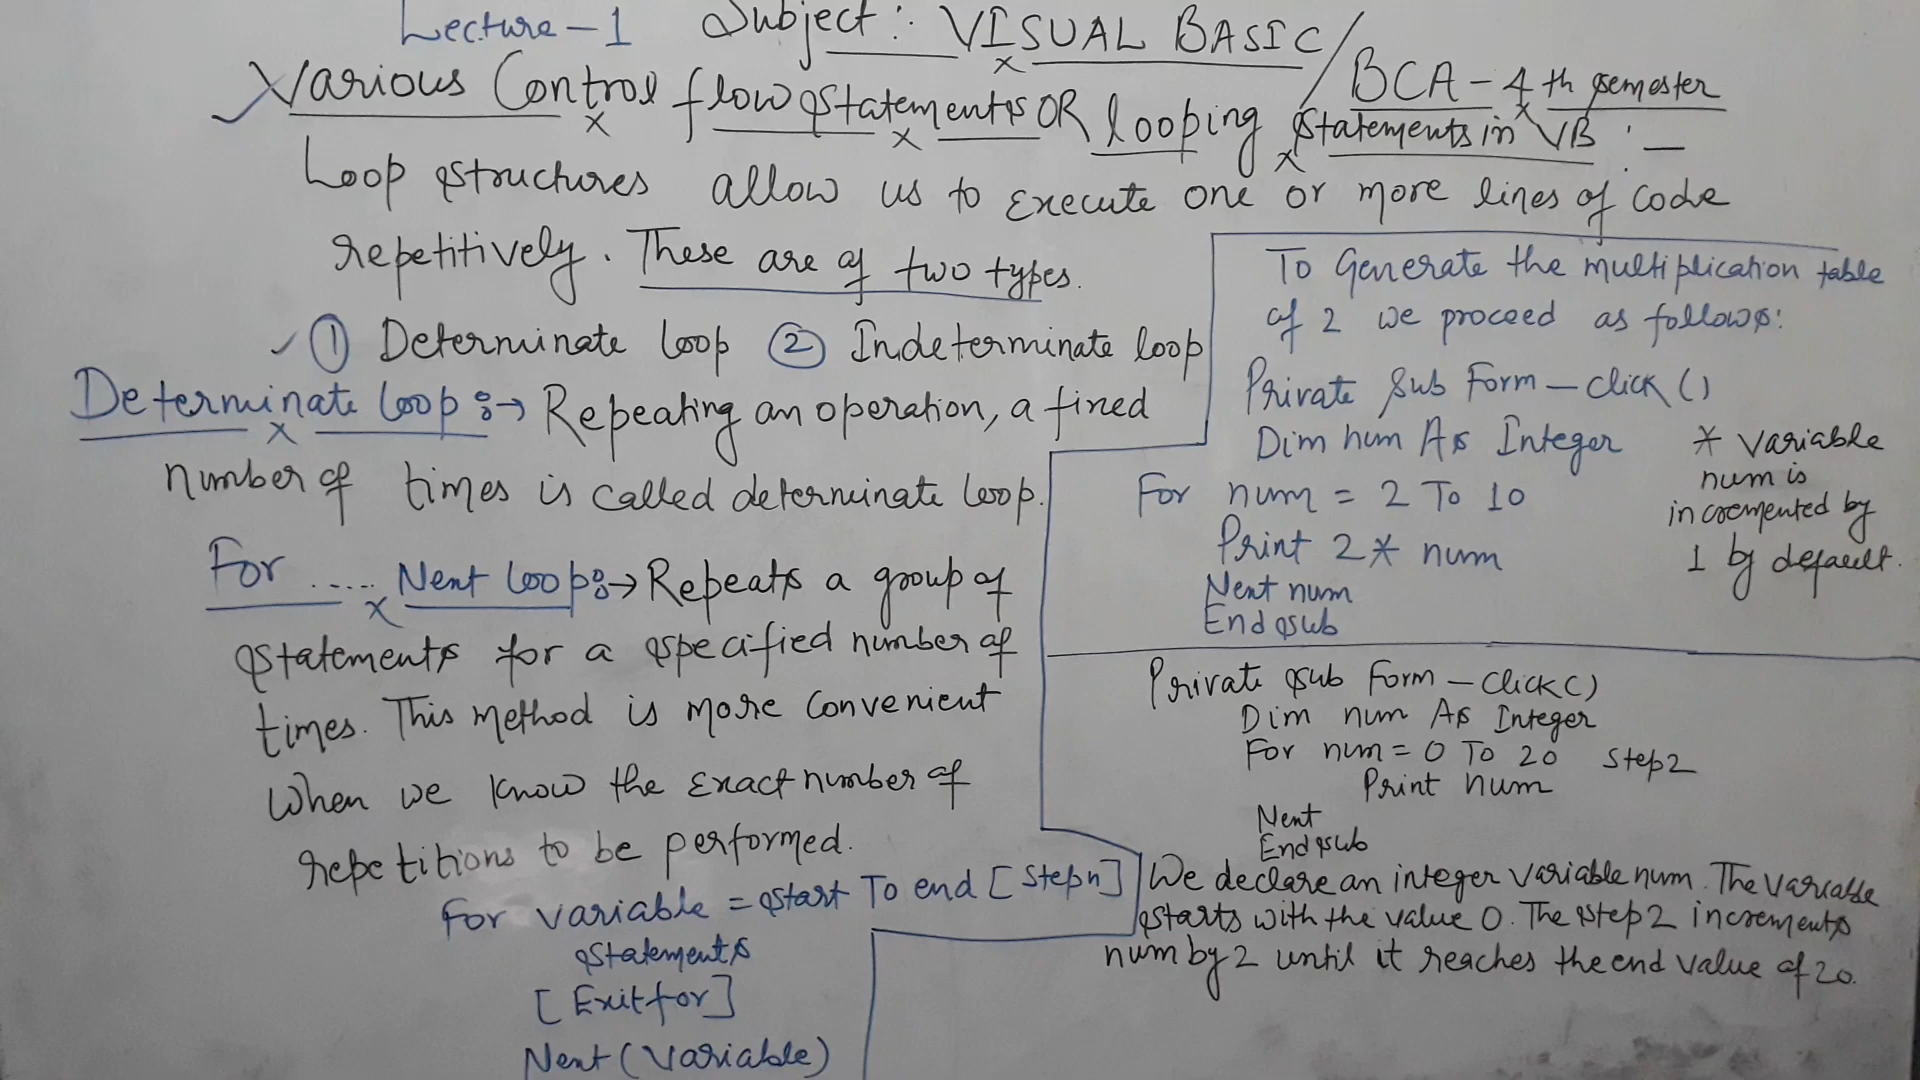 Lecture-1 Subject: VISUAL BASIC/
BCA-4th semester
Various Control flow statements OR looping statements in VB :-
Loop structures allow us to execute one or more lines of code
repetitively. These are of two types.
① Determinate loop ② Indeterminate loop
Determinate loop :→ Repeating an operation, a fixed
number of times is called determinate loop.
For ..... Next loop :→ Repeats a group of
statements for a specified number of
times. This method is more convenient
when we know the exact number of
repetitions to be performed.
For variable = start To end [Step n]
statements
[Exit for]
Next (variable)
To Generate the multiplication table
of 2 we proceed as follows:
Private Sub Form_click()
Dim num As Integer
For num = 2 To 10
Print 2 * num
Next num
End sub
* variable
num is
incremented by
1 by default.
Private sub Form_click()
Dim num As Integer
For num = 0 To 20 step 2
Print num
Next
End sub
We declare an integer variable num. The variable
starts with the value 0. The step 2 increments
num by 2 until it reaches the end value of 20.